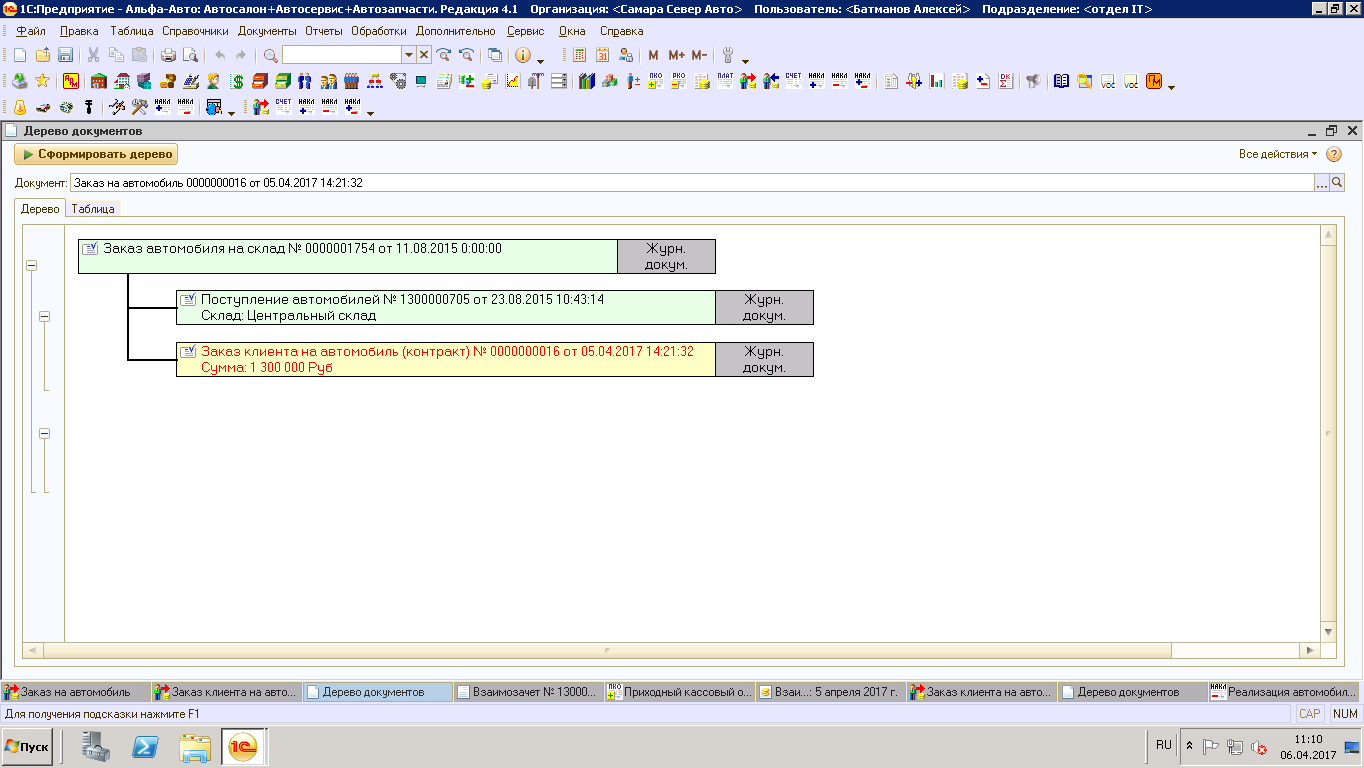 1С:Предприятие - Альфа-Авто: Автосалон+Автосервис+Автозапчасти. Редакция 4.1 Организация: <Самара Север Авто> Пользователь: <Батманов Алексей> Подразделение: <отдел IT>
Файл Правка Таблица Справочники Документы Отчеты Обработки Дополнительно Сервис Окна Справка
M M+ M-
ПКО РКО ПЛАТ СЧЕТ НАКЛ НАКЛ НАКЛ VOC VOC
НАКЛ НАКЛ СЧЕТ НАКЛ НАКЛ НАКЛ
Дерево документов
Сформировать дерево Все действия ?
Документ: Заказ на автомобиль 0000000016 от 05.04.2017 14:21:32 ...
Дерево Таблица
Заказ автомобиля на склад № 0000001754 от 11.08.2015 0:00:00 Журн.
докум.
Поступление автомобилей № 1300000705 от 23.08.2015 10:43:14 Журн.
Склад: Центральный склад докум.
Заказ клиента на автомобиль (контракт) № 0000000016 от 05.04.2017 14:21:32 Журн.
Сумма: 1 300 000 Руб докум.
Заказ на автомобиль Заказ клиента на авто... Дерево документов Взаимозачет № 13000... ПКО Приходный кассовый о... Взаи...: 5 апреля 2017 г. Заказ клиента на авто... Дерево документов НАКЛ Реализация автомобил...
Для получения подсказки нажмите F1 CAP NUM
Пуск 1С RU 11:10
06.04.2017